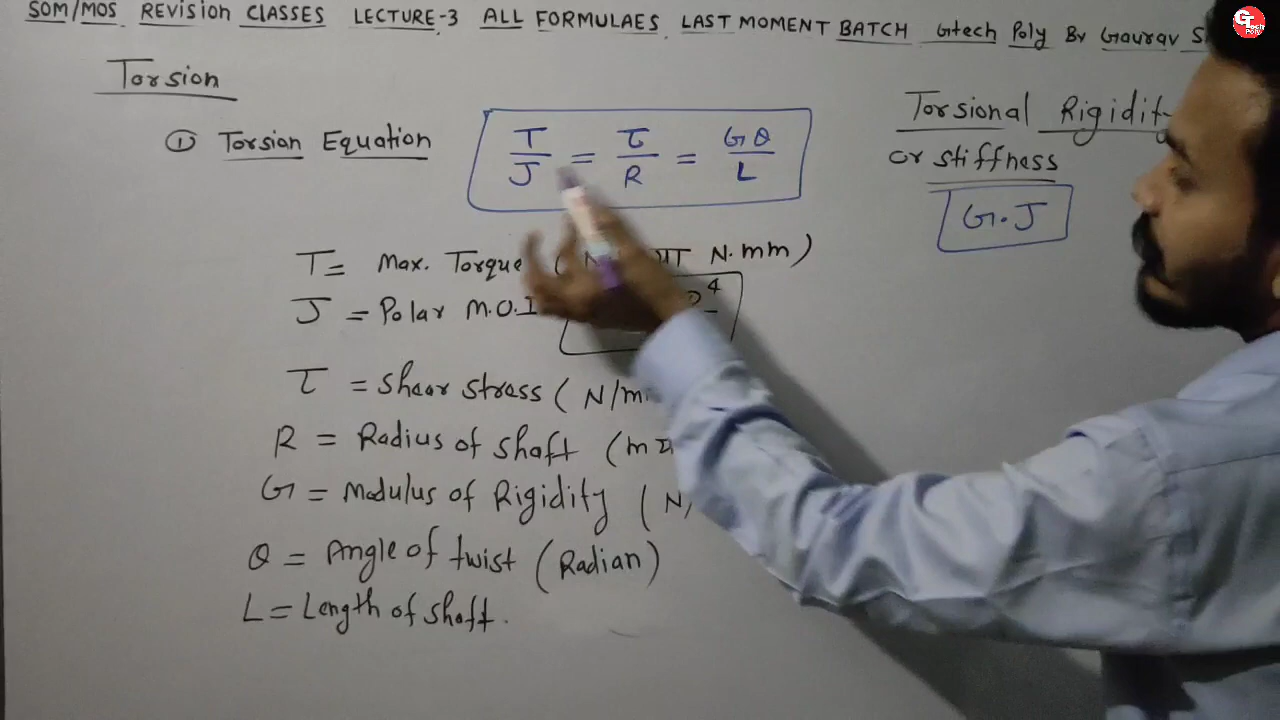 SOM/MOS REVISION CLASSES LECTURE-3 ALL FORMULAES LAST MOMENT BATCH Gtech Poly By Gaurav
Torsion
① Torsion Equation T/J = τ/R = Gθ/L
Torsional Rigidity
or stiffness
G.J
T = Max. Torque या N.mm)
J = Polar M.O.I
τ = Shear stress (
R = Radius of shaft (
G = Modulus of Rigidity (
θ = Angle of twist (Radian)
L = Length of shaft.